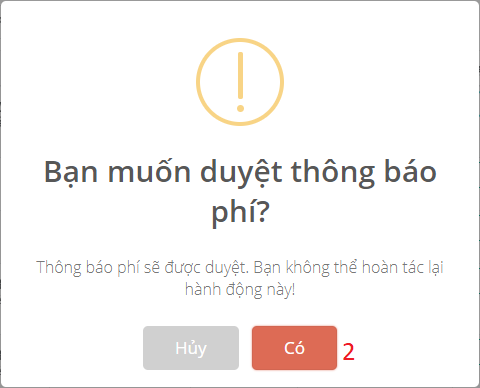 Bạn muốn duyệt thông báo
phí?
Thông báo phí sẽ được duyệt. Bạn không thể hoàn tác lại
hành động này!
Hủy Có 2